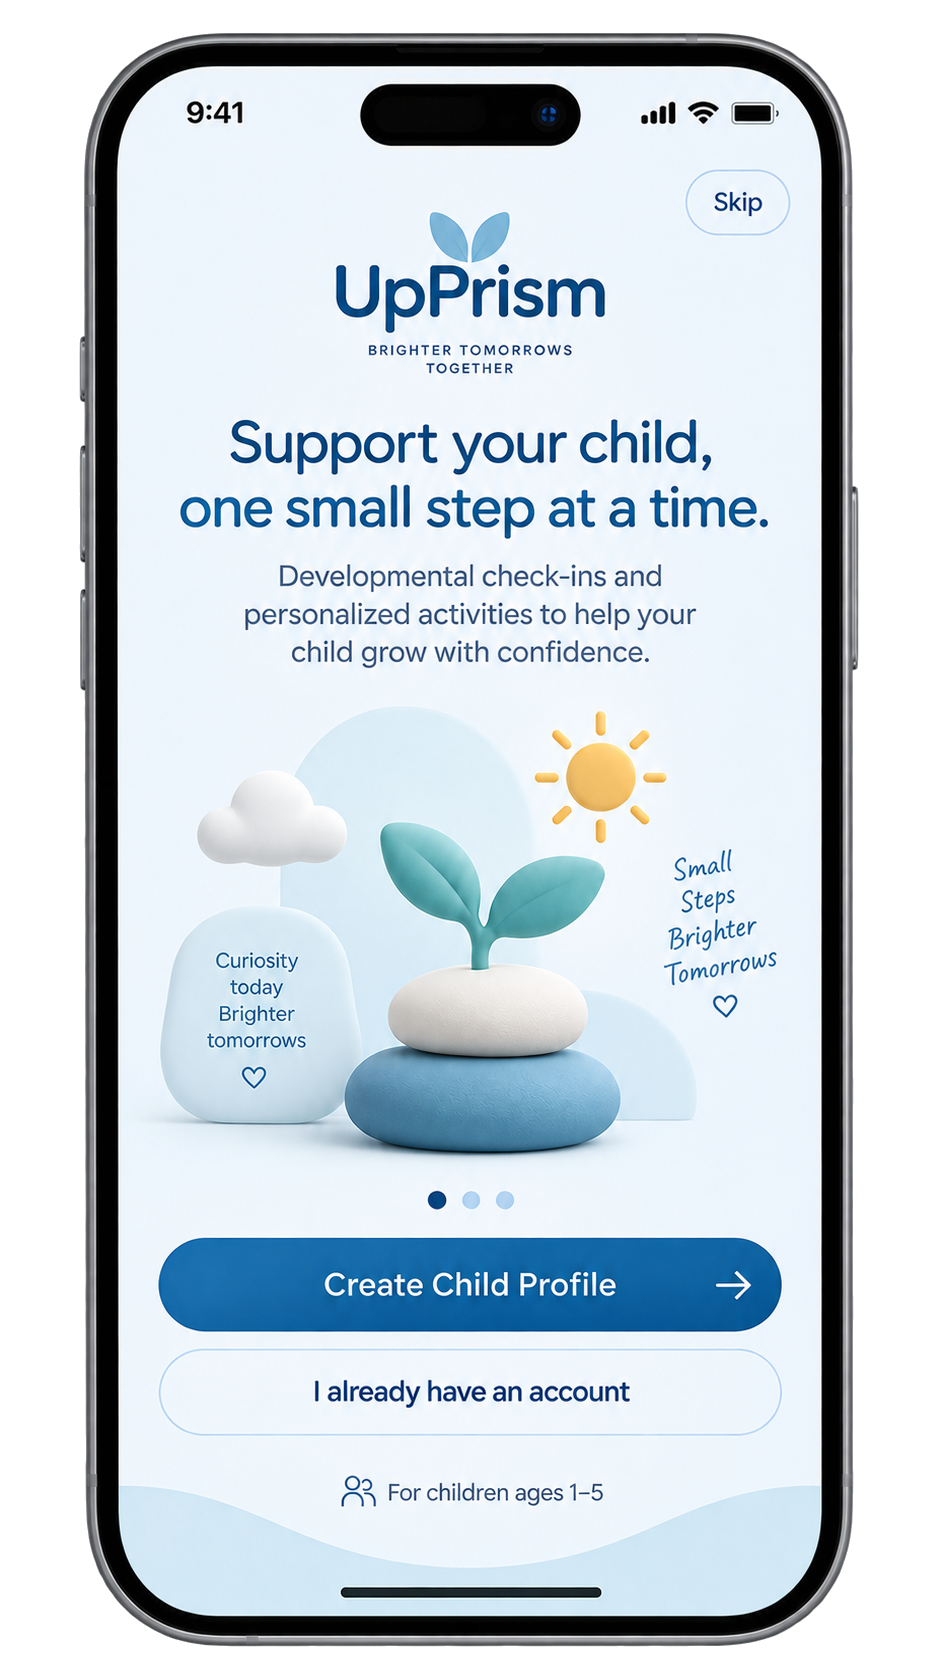 9:41
Skip
UpPrism
BRIGHTER TOMORROWS
TOGETHER
Support your child,
one small step at a time.
Developmental check-ins and
personalized activities to help your
child grow with confidence.
Small
Steps
Brighter
Tomorrows
Curiosity
today
Brighter
tomorrows
Create Child Profile
I already have an account
For children ages 1–5